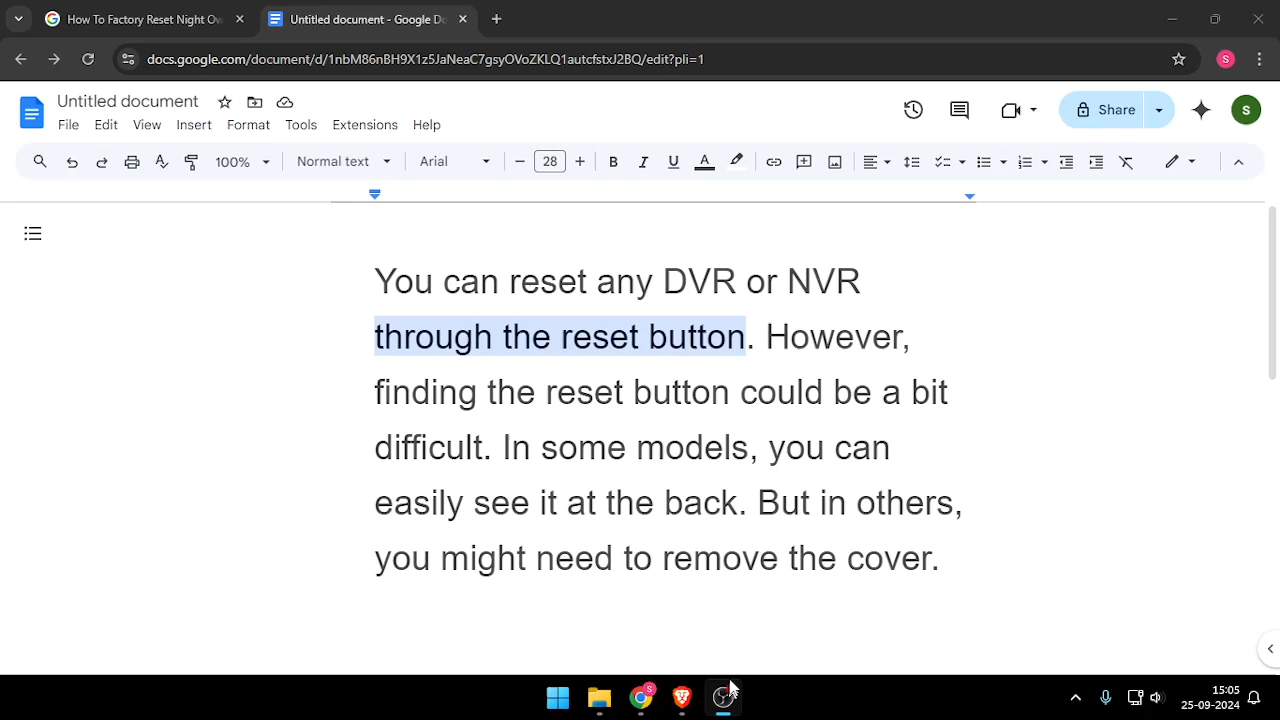 How To Factory Reset Night Ow
Untitled document - Google Do
docs.google.com/document/d/1nbM86nBH9X1z5JaNeaC7gsyOVoZKLQ1autcfstxJ2BQ/edit?pli=1
S
Untitled document
File Edit View Insert Format Tools Extensions Help
Share
S
100% Normal text Arial 28 B I U A
You can reset any DVR or NVR
through the reset button. However,
finding the reset button could be a bit
difficult. In some models, you can
easily see it at the back. But in others,
you might need to remove the cover.
S
15:05
25-09-2024